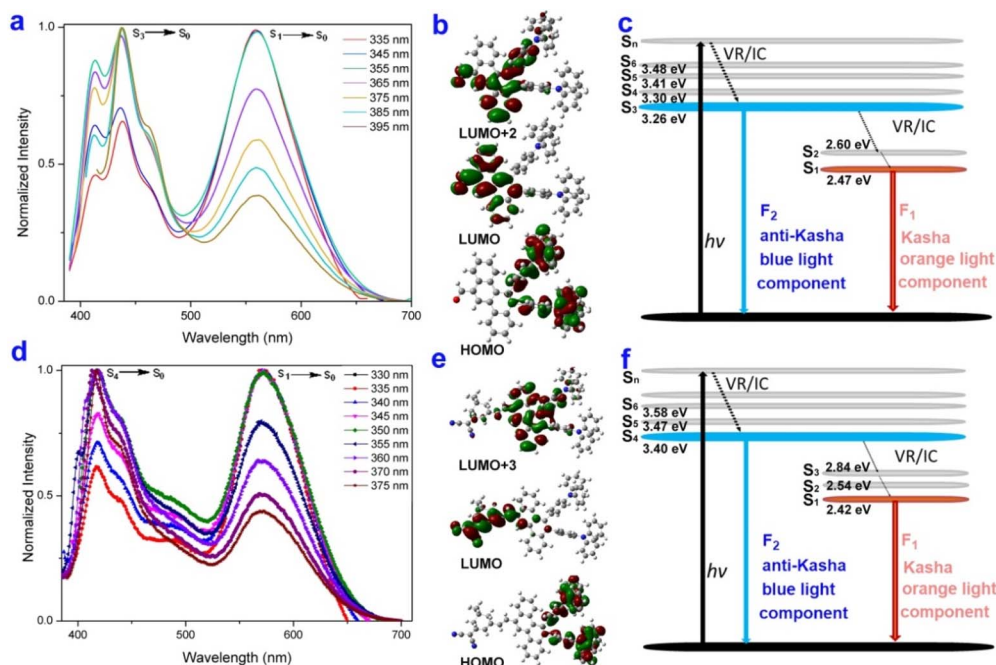 a
S3 → S0
S1 → S0
335 nm
345 nm
355 nm
365 nm
375 nm
385 nm
395 nm
1.0
0.5
0.0
400
500
600
700
Normalized Intensity
Wavelength (nm)
b
LUMO+2
LUMO
HOMO
c
Sn
VR/IC
S6
3.48 eV
S5
3.41 eV
S4
3.30 eV
S3
3.26 eV
VR/IC
2.60 eV
S2
S1
2.47 eV
hν
F2
anti-Kasha
blue light
component
F1
Kasha
orange light
component
d
S4 → S0
S1 → S0
330 nm
335 nm
340 nm
345 nm
350 nm
355 nm
360 nm
370 nm
375 nm
1.0
0.5
0.0
400
500
600
700
Normalized Intensity
Wavelength (nm)
e
LUMO+3
LUMO
HOMO
f
Sn
VR/IC
S6
3.58 eV
S5
3.47 eV
S4
3.40 eV
VR/IC
S3
2.84 eV
S2
2.54 eV
S1
2.42 eV
hν
F2
anti-Kasha
blue light
component
F1
Kasha
orange light
component